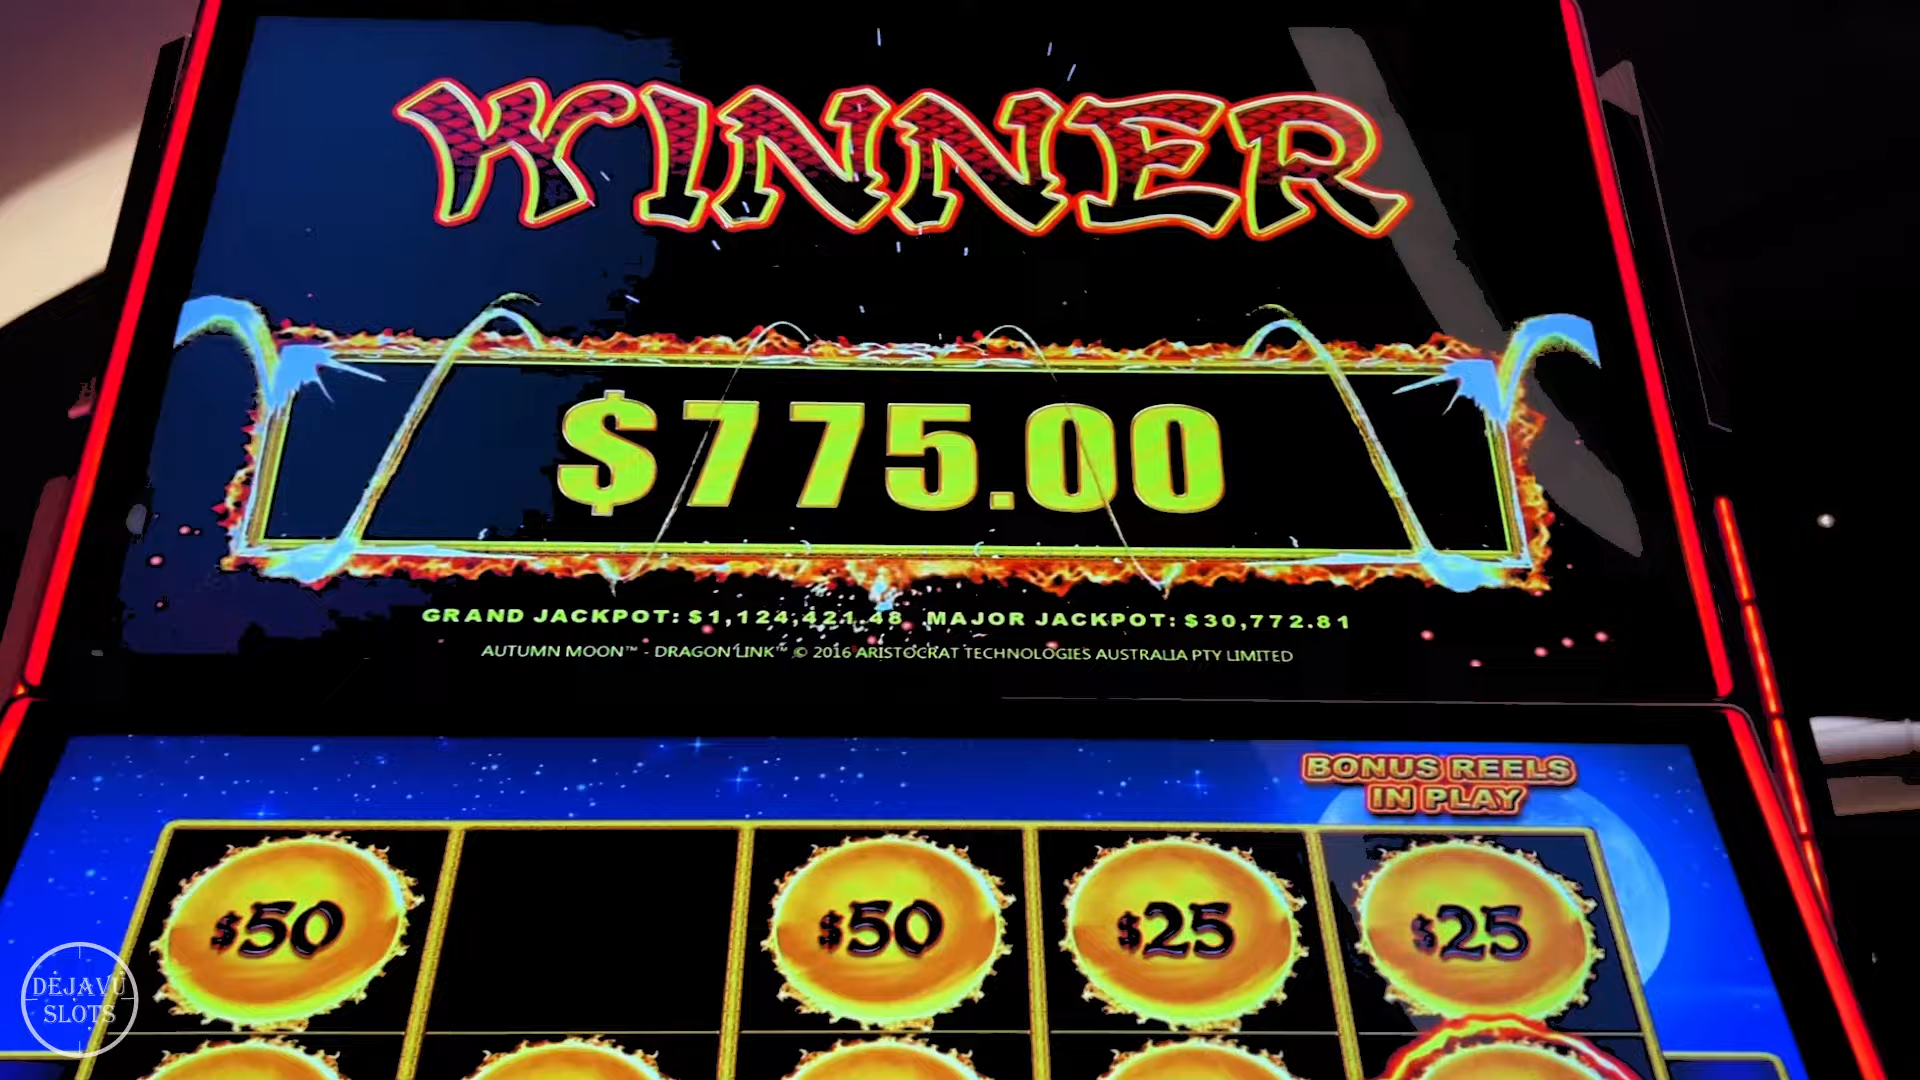 WINNER
$775.00
GRAND JACKPOT: $1,124,421.48 MAJOR JACKPOT: $30,772.81
AUTUMN MOON™ - DRAGON LINK™ © 2016 ARISTOCRAT TECHNOLOGIES AUSTRALIA PTY LIMITED
BONUS REELS
IN PLAY
$50 $50 $25 $25
DEJAVU
SLOTS